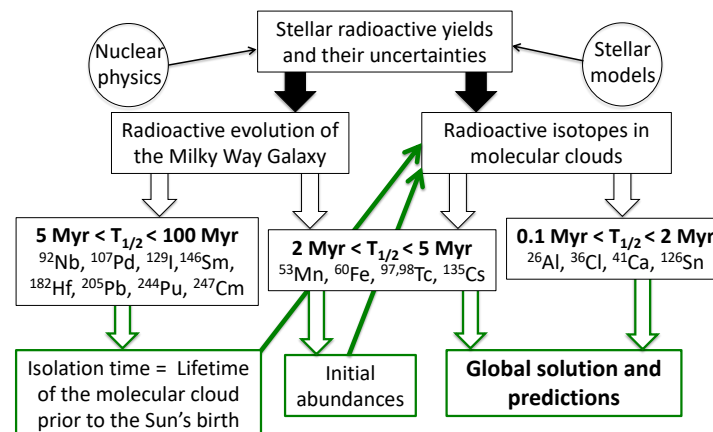 Nuclear
physics
Stellar radioactive yields
and their uncertainties
Stellar
models
Radioactive evolution of
the Milky Way Galaxy
Radioactive isotopes in
molecular clouds
5 Myr < T1/2 < 100 Myr
⁹²Nb, ¹⁰⁷Pd, ¹²⁹I,¹⁴⁶Sm,
¹⁸²Hf, ²⁰⁵Pb, ²⁴⁴Pu, ²⁴⁷Cm
2 Myr < T1/2 < 5 Myr
⁵³Mn, ⁶⁰Fe, ⁹⁷,⁹⁸Tc, ¹³⁵Cs
0.1 Myr < T1/2 < 2 Myr
²⁶Al, ³⁶Cl, ⁴¹Ca, ¹²⁶Sn
Isolation time = Lifetime
of the molecular cloud
prior to the Sun’s birth
Initial
abundances
Global solution and
predictions